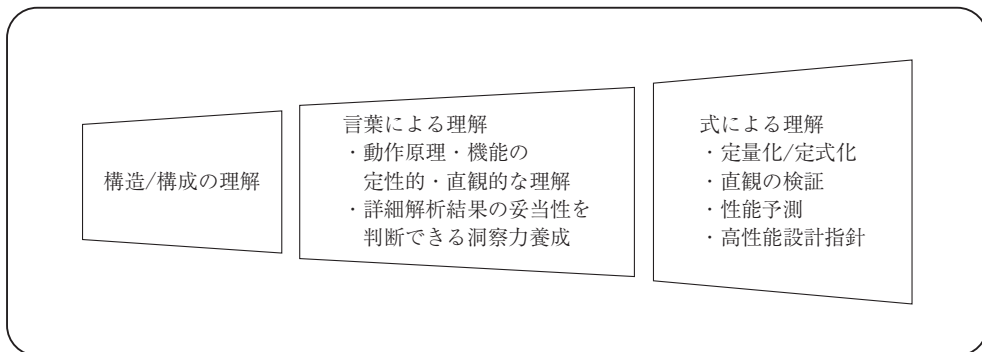 構造/構成の理解
言葉による理解
・動作原理・機能の
定性的・直観的な理解
・詳細解析結果の妥当性を
判断できる洞察力養成
式による理解
・定量化/定式化
・直観の検証
・性能予測
・高性能設計指針